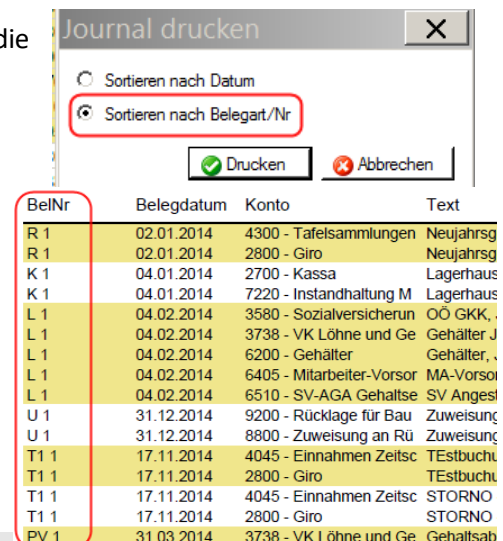 die
Journal drucken
Sortieren nach Datum
Sortieren nach Belegart/Nr
Drucken Abbrechen
BelNr Belegdatum Konto Text
R 1 02.01.2014 4300 - Tafelsammlungen Neujahrsg
R 1 02.01.2014 2800 - Giro Neujahrsg
K 1 04.01.2014 2700 - Kassa Lagerhaus
K 1 04.01.2014 7220 - Instandhaltung M Lagerhaus
L 1 04.02.2014 3580 - Sozialversicherun OÖ GKK, J
L 1 04.02.2014 3738 - VK Löhne und Ge Gehälter J
L 1 04.02.2014 6200 - Gehälter Gehälter, J
L 1 04.02.2014 6405 - Mitarbeiter-Vorsor MA-Vorsor
L 1 04.02.2014 6510 - SV-AGA Gehaltse SV Angest
U 1 31.12.2014 9200 - Rücklage für Bau Zuweisung
U 1 31.12.2014 8800 - Zuweisung an Rü Zuweisung
T1 1 17.11.2014 4045 - Einnahmen Zeitsc TEstbuchu
T1 1 17.11.2014 2800 - Giro TEstbuchu
T1 1 17.11.2014 4045 - Einnahmen Zeitsc STORNO
T1 1 17.11.2014 2800 - Giro STORNO
PV 1 31.03.2014 3738 - VK Löhne und Ge Gehaltsab